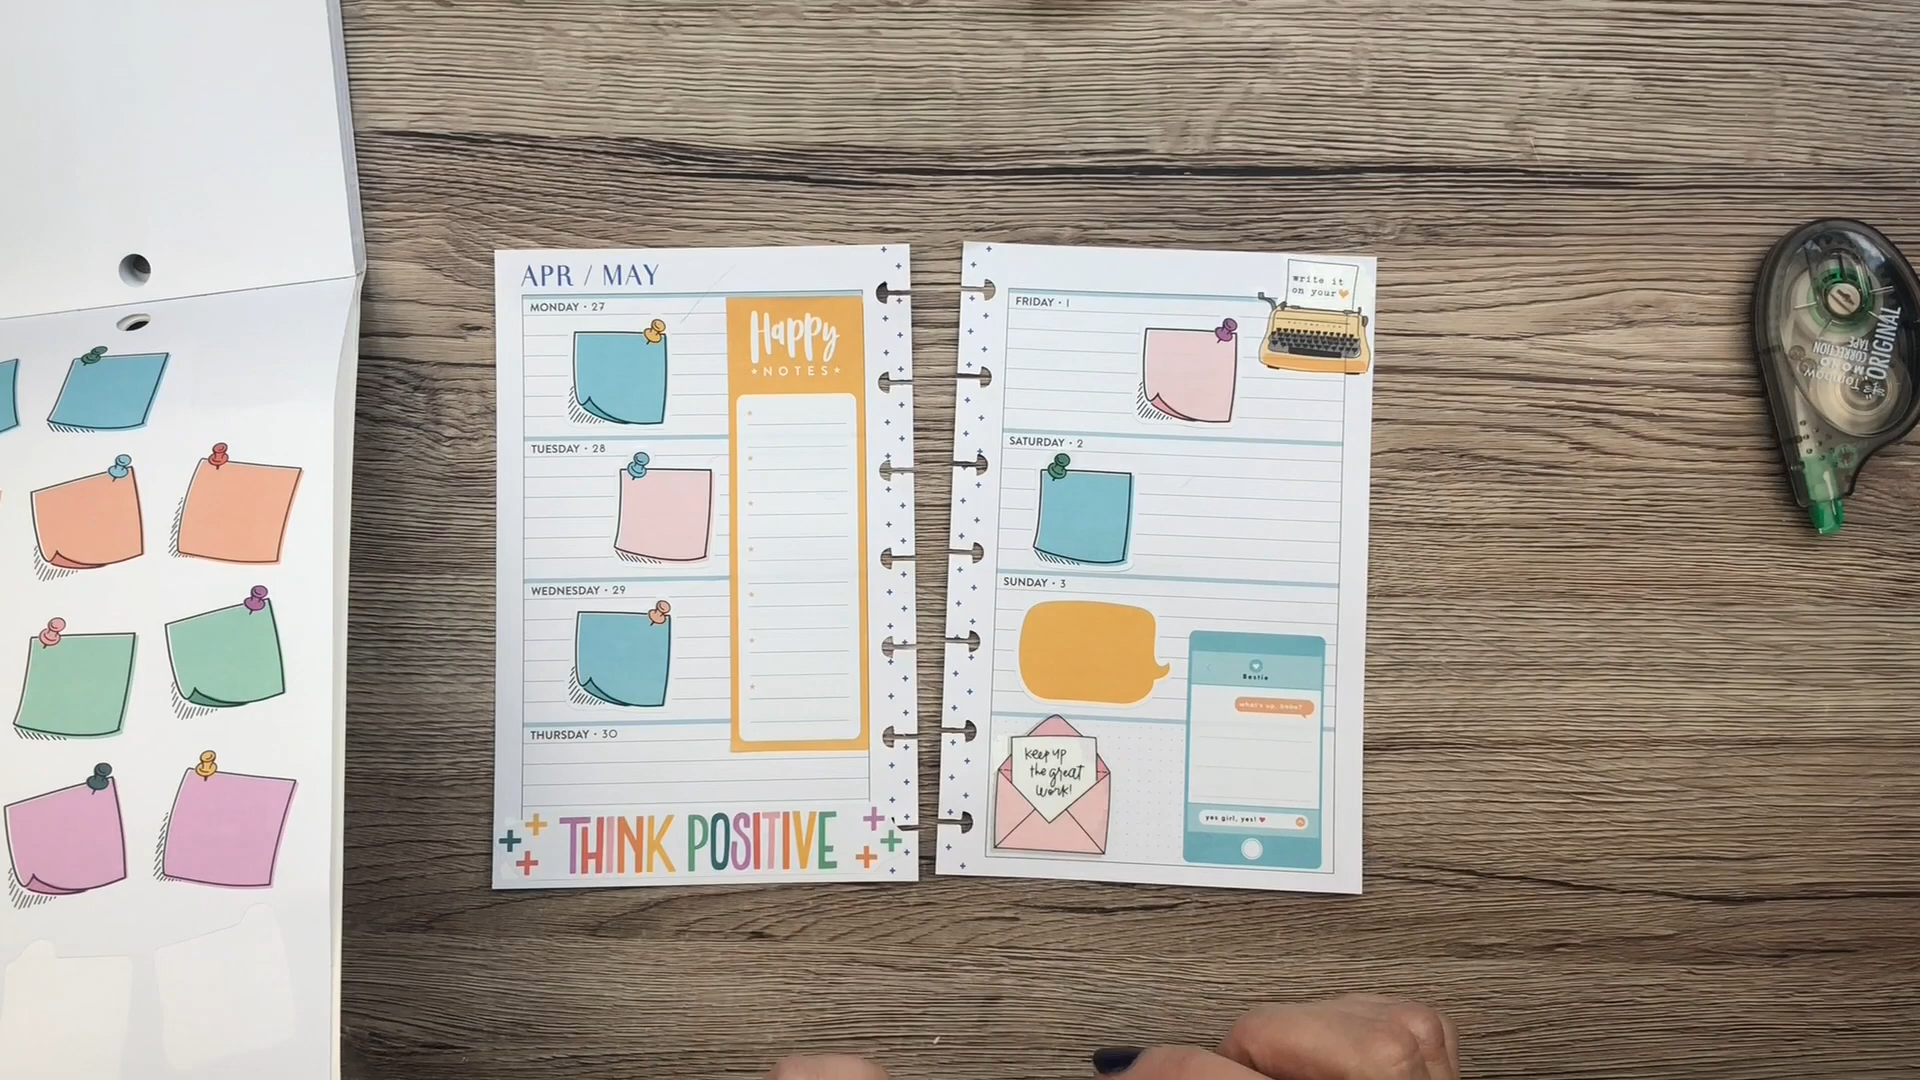 APR / MAY
MONDAY · 27
Happy
NOTES
TUESDAY · 28
WEDNESDAY · 29
THURSDAY · 30
THINK POSITIVE
FRIDAY · 1
write it
on your
SATURDAY · 2
SUNDAY · 3
Bestie
what's up, babe?
yes girl, yes!
keep up
the great
work!
ORIGINAL
CORRECTION
TAPE
MONO
Tombow